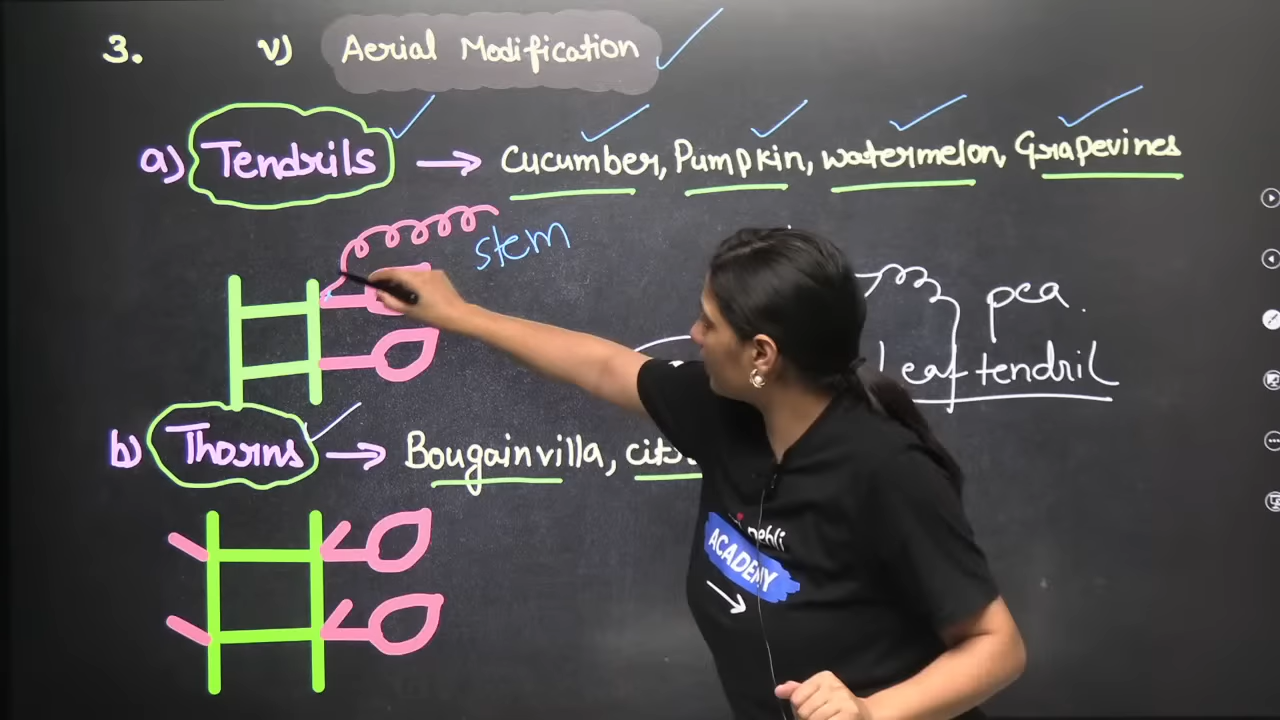 3. v) Aerial Modification
a) Tendrils → Cucumber, Pumpkin, watermelon, Grapevines
stem
pea.
leaf tendril
b) Thorns → Bougainvilla,
ACADEMY